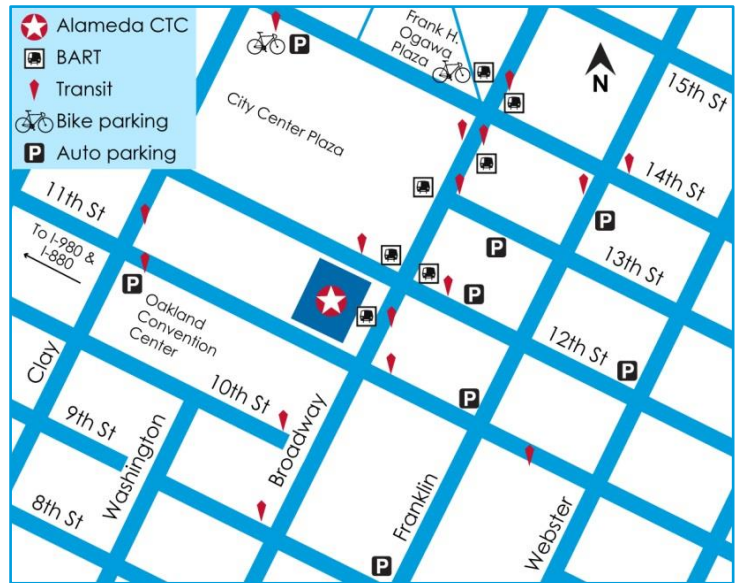 Alameda CTC
BART
Transit
Bike parking
P Auto parking
P
Frank H.
Ogawa
Plaza
N
15th St
City Center Plaza
14th St
11th St
P
13th St
P
To I-980 &
I-880
P
P
Oakland
Convention
Center
12th St
P
Clay
10th St
P
9th St
Washington
Broadway
8th St
Franklin
Webster
P